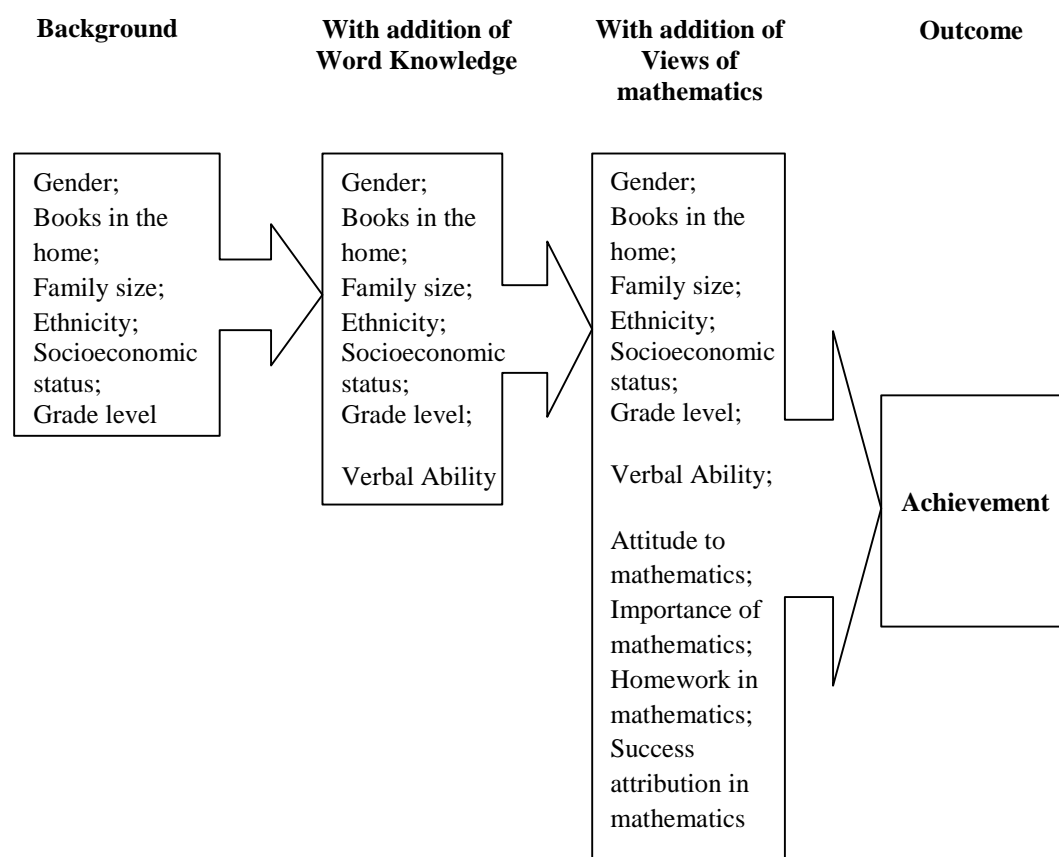 Background
With addition of
Word Knowledge
With addition of
Views of
mathematics
Outcome
Gender;
Books in the
home;
Family size;
Ethnicity;
Socioeconomic
status;
Grade level
Gender;
Books in the
home;
Family size;
Ethnicity;
Socioeconomic
status;
Grade level;
Verbal Ability
Gender;
Books in the
home;
Family size;
Ethnicity;
Socioeconomic
status;
Grade level;
Verbal Ability;
Attitude to
mathematics;
Importance of
mathematics;
Homework in
mathematics;
Success
attribution in
mathematics
Achievement